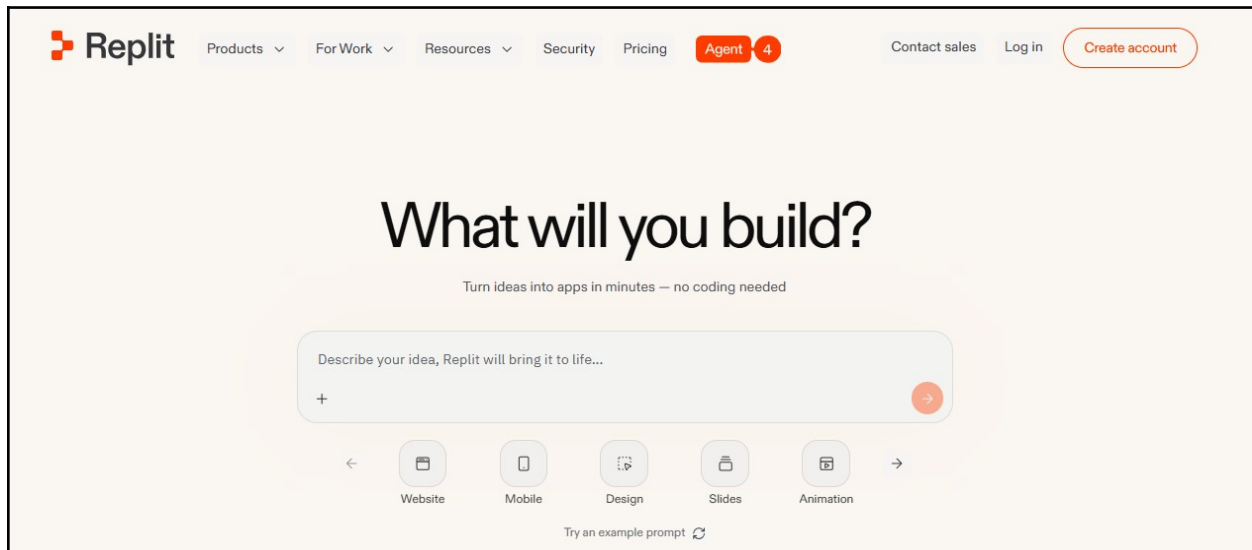 Replit Products For Work Resources Security Pricing Agent 4 Contact sales Log in Create account
What will you build?
Turn ideas into apps in minutes — no coding needed
Describe your idea, Replit will bring it to life...
Website Mobile Design Slides Animation
Try an example prompt